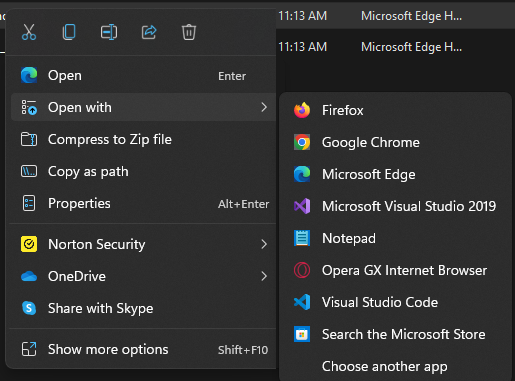 11:13 AM Microsoft Edge H...
11:13 AM Microsoft Edge H...
Open Enter
Open with
Compress to Zip file
Copy as path
Properties Alt+Enter
Norton Security
OneDrive
Share with Skype
Show more options Shift+F10
Firefox
Google Chrome
Microsoft Edge
Microsoft Visual Studio 2019
Notepad
Opera GX Internet Browser
Visual Studio Code
Search the Microsoft Store
Choose another app